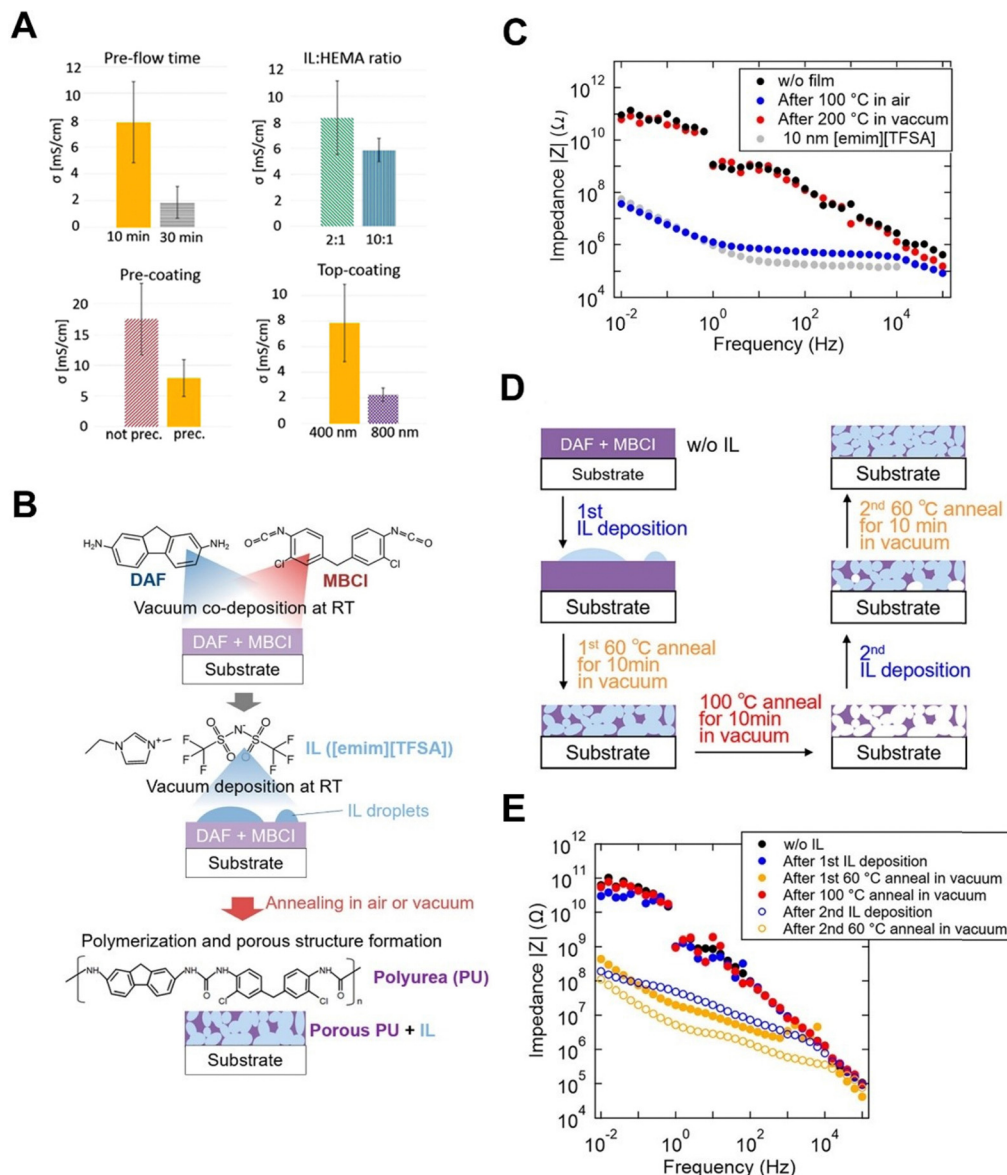 A
Pre-flow time
σ [mS/cm]
12
10
8
6
4
2
0
10 min 30 min
IL:HEMA ratio
σ [mS/cm]
12
10
8
6
4
2
0
2:1 10:1
Pre-coating
σ [mS/cm]
20
15
10
5
0
not prec. prec.
Top-coating
σ [mS/cm]
10
8
6
4
2
0
400 nm 800 nm
B
H₂N NH₂
DAF
O=C=N N=C=O
Cl Cl
MBCI
Vacuum co-deposition at RT
DAF + MBCI
Substrate
N⁺
N
O N⁻ O
S S
F O O F
F F F F
IL ([emim][TFSA])
Vacuum deposition at RT
IL droplets
DAF + MBCI
Substrate
Annealing in air or vacuum
Polymerization and porous structure formation
NH NH NH NH
O Cl Cl O
n
Polyurea (PU)
Porous PU + IL
Substrate
C
Impedance |Z| (Ω)
10¹²
10¹⁰
10⁸
10⁶
10⁴
10⁻² 10⁰ 10² 10⁴
Frequency (Hz)
w/o film
After 100 °C in air
After 200 °C in vaccum
10 nm [emim][TFSA]
D
DAF + MBCI
w/o IL
Substrate
1st
IL deposition
Substrate
1ˢᵗ 60 °C anneal
for 10min
in vacuum
Substrate
100 °C anneal
for 10min
in vacuum
Substrate
2ⁿᵈ
IL deposition
Substrate
2ⁿᵈ 60 °C anneal
for 10 min
in vacuum
Substrate
E
Impedance |Z| (Ω)
10¹²
10¹¹
10¹⁰
10⁹
10⁸
10⁷
10⁶
10⁵
10⁴
10⁻² 10⁰ 10² 10⁴
Frequency (Hz)
w/o IL
After 1st IL deposition
After 1st 60 °C anneal in vacuum
After 100 °C anneal in vacuum
After 2nd IL deposition
After 2nd 60 °C anneal in vacuum